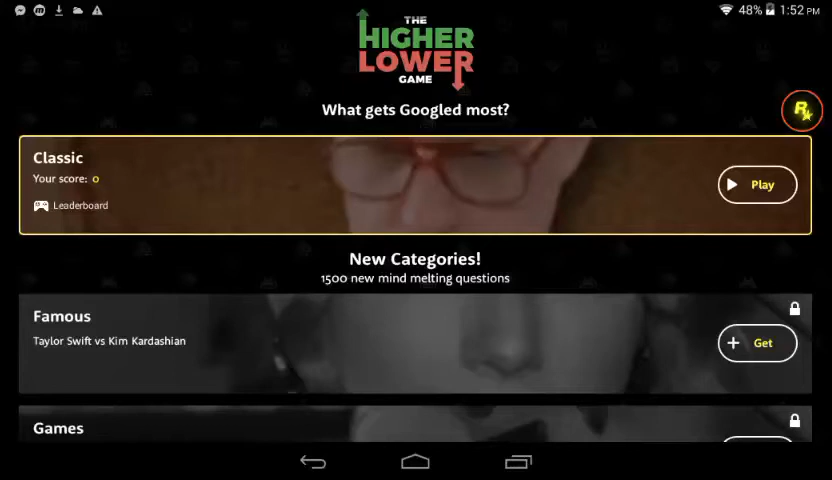 48% 1:52 PM
THE
HIGHER
LOWER
GAME
What gets Googled most?
R
Classic
Your score: 0
Leaderboard
Play
New Categories!
1500 new mind melting questions
Famous
Taylor Swift vs Kim Kardashian
Get
Games